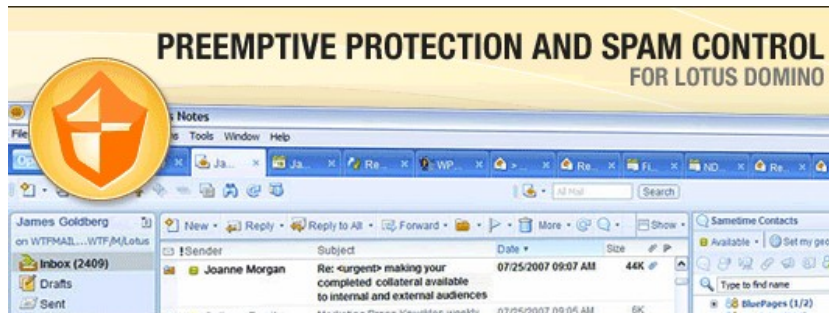 PREEMPTIVE PROTECTION AND SPAM CONTROL
FOR LOTUS DOMINO
Notes
File Tools Window Help
Ja... Ja... Re... WP... >... Re... Fi... ND... Re...
All Mail Search
James Goldberg New Reply Reply to All Forward More Show Sametime Contacts
on WTFMAIL...WTF/M/Lotus Available Set my
!Sender Subject Date Size
Inbox (2409) Joanne Morgan Re: <urgent> making your 07/25/2007 09:07 AM 44K
Drafts completed collateral available Type to find name
Sent to internal and external audiences BluePages (1/2)
07/25/2007 09:05 AM 6K